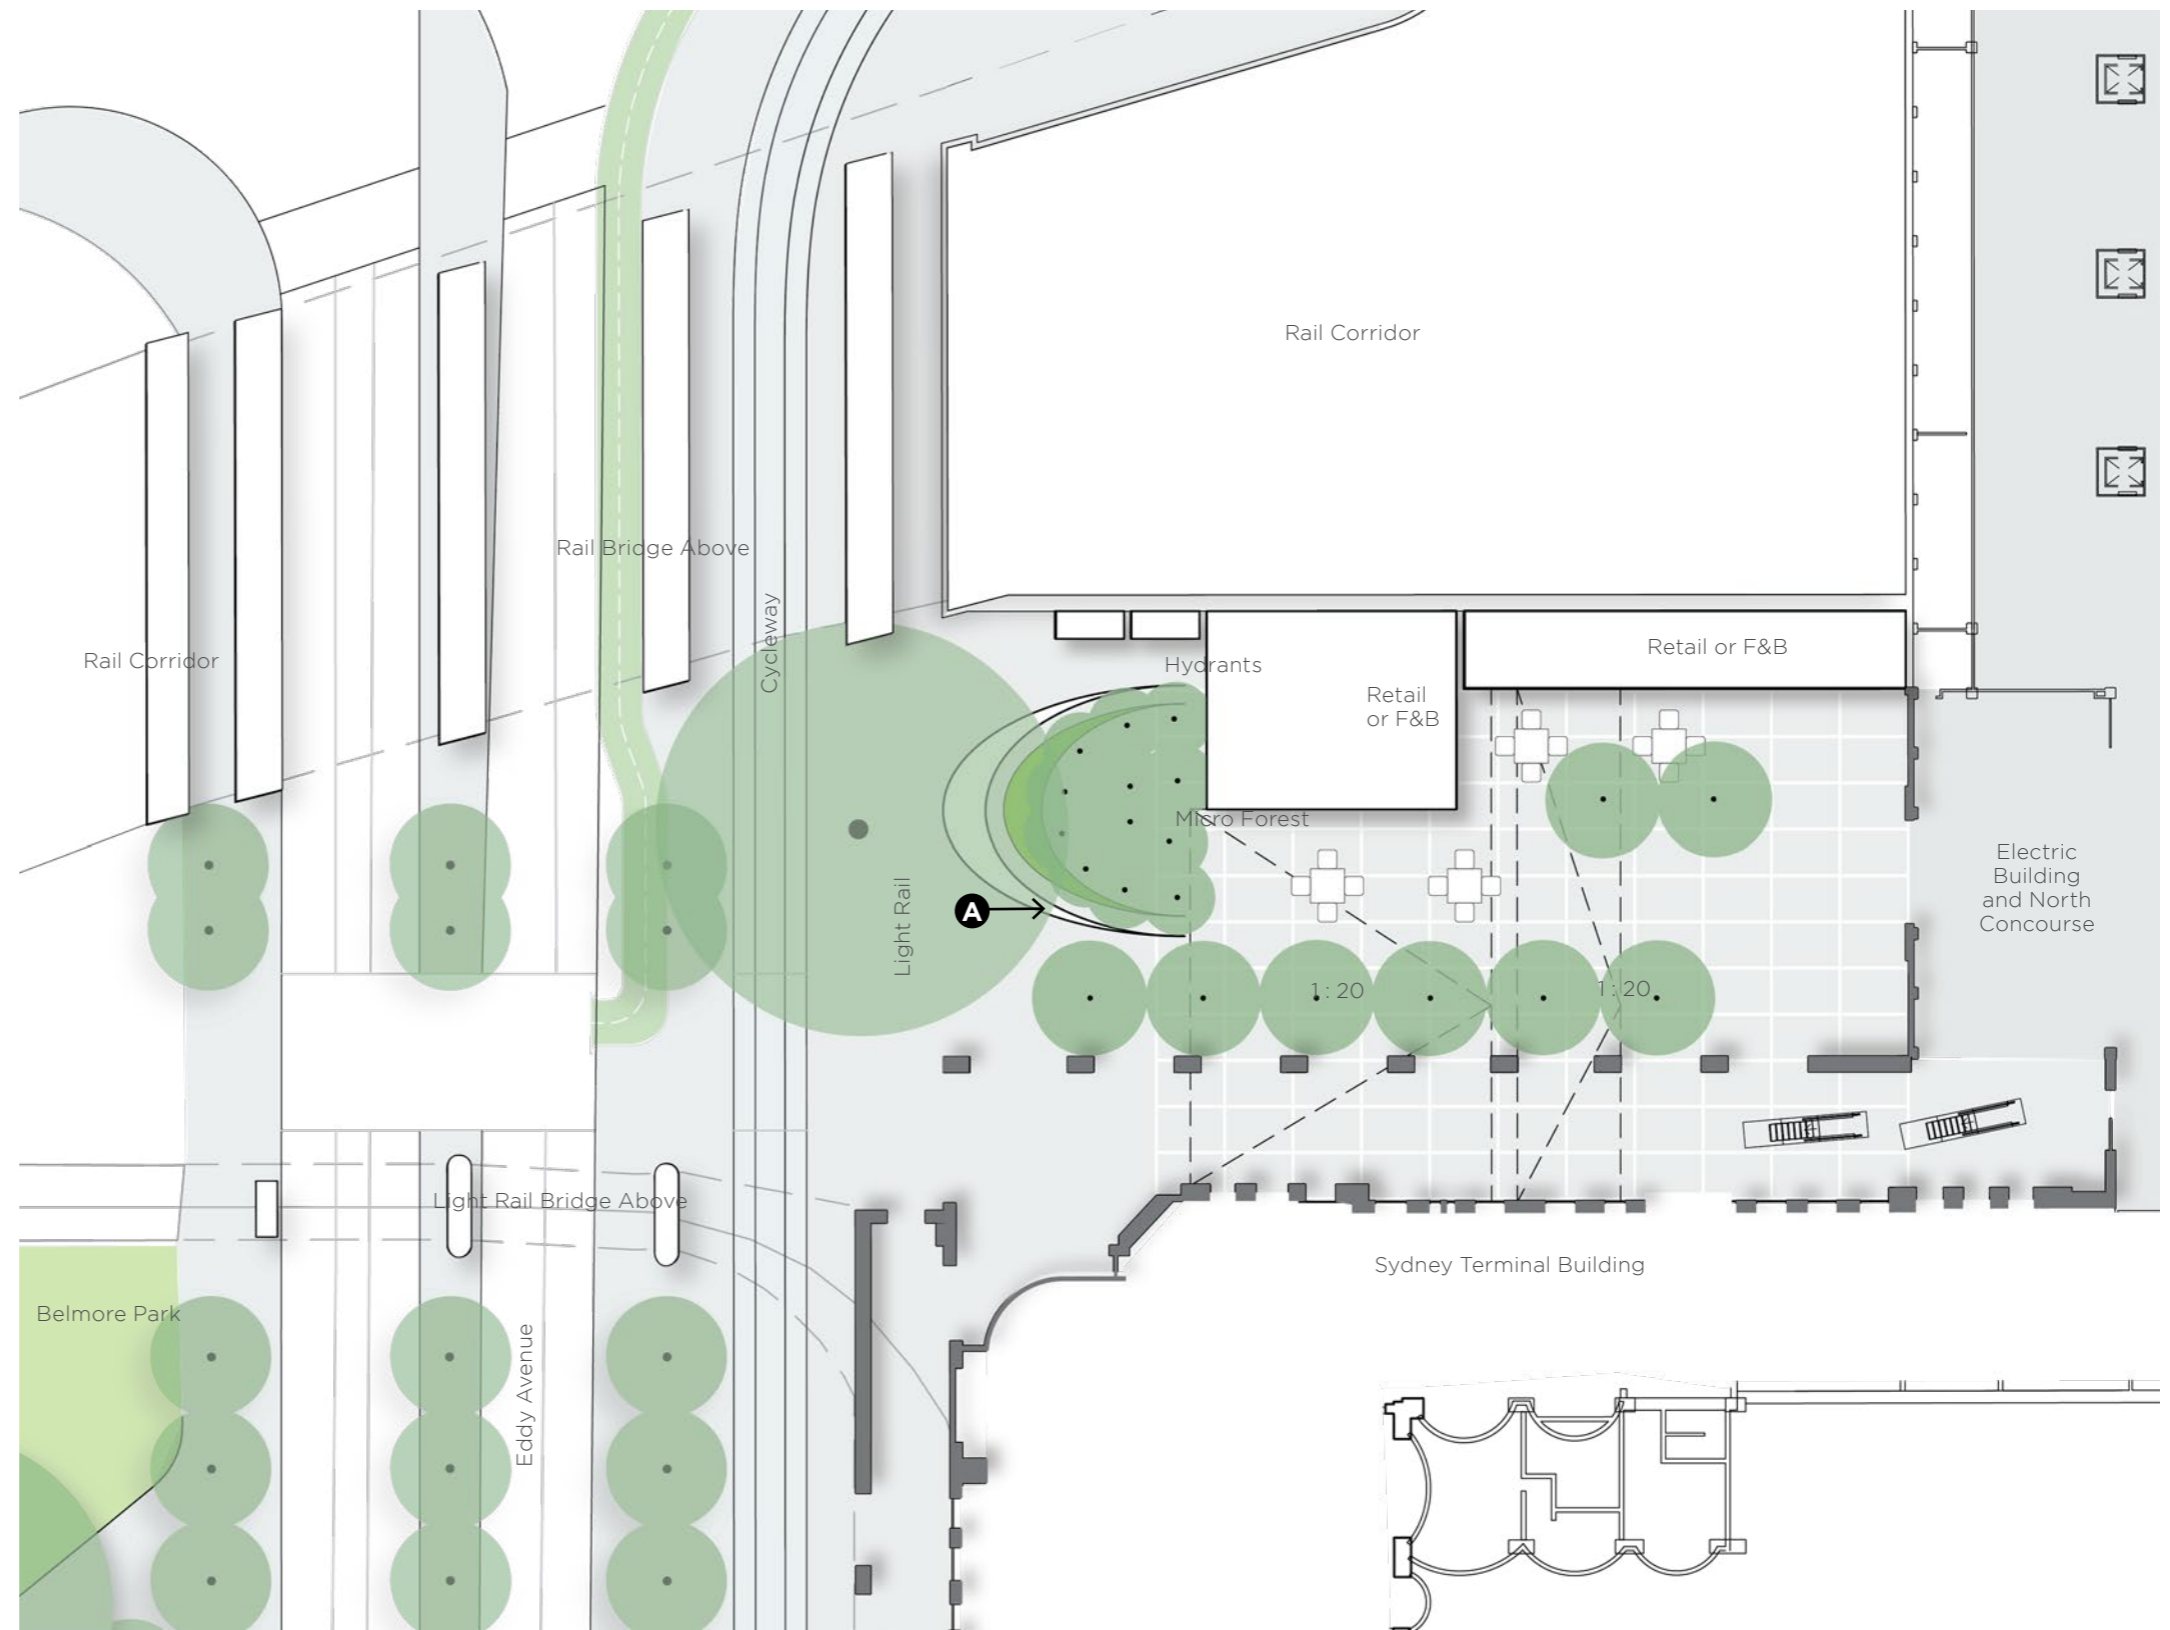 Rail Corridor
Rail Bridge Above
Cycleway
Rail Corridor
Hydrants
Retail or F&B
Retail
or F&B
Micro Forest
Electric
Building
and North
Concourse
Light Rail
A
1 : 20
1 : 20
Light Rail Bridge Above
Sydney Terminal Building
Belmore Park
Eddy Avenue